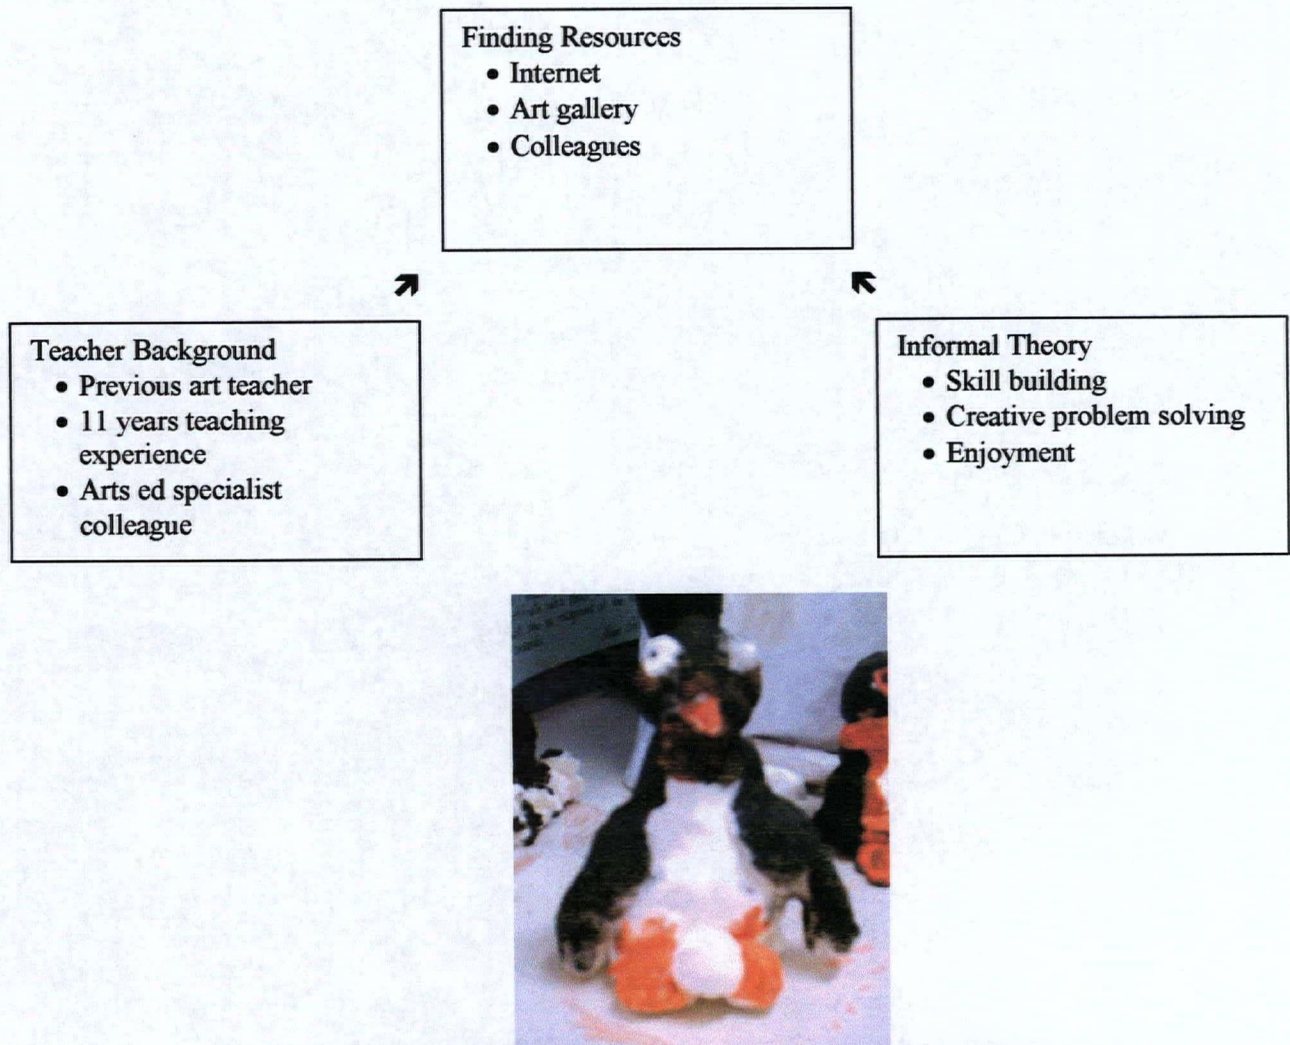 Finding Resources
• Internet
• Art gallery
• Colleagues
Teacher Background
• Previous art teacher
• 11 years teaching
experience
• Arts ed specialist
colleague
Informal Theory
• Skill building
• Creative problem solving
• Enjoyment